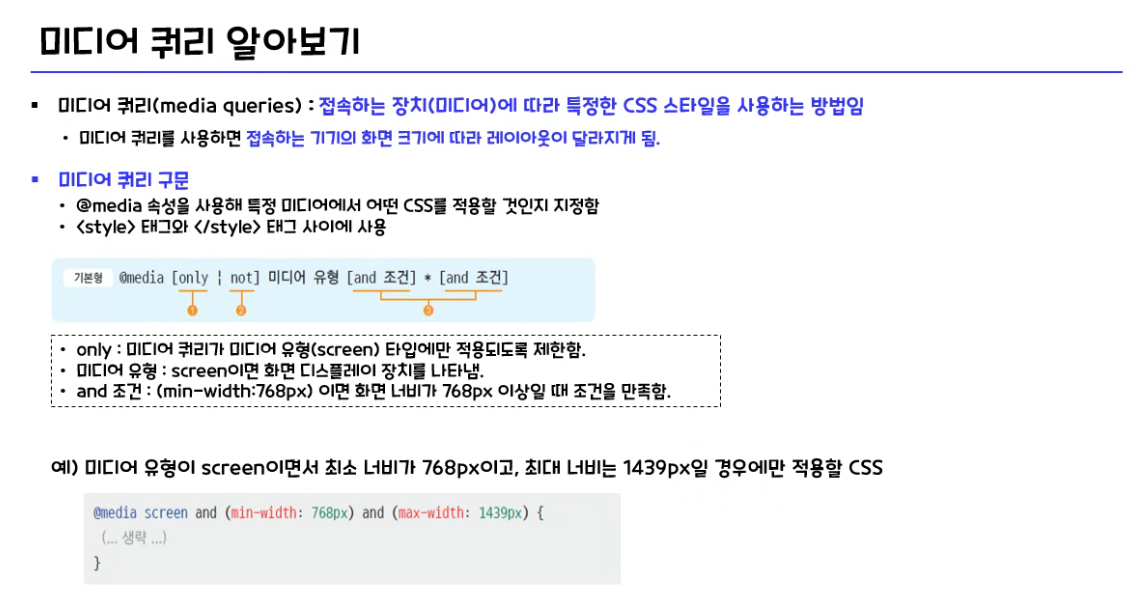 미디어 쿼리 알아보기
▪ 미디어 쿼리(media queries) : 접속하는 장치(미디어)에 따라 특정한 CSS 스타일을 사용하는 방법임
• 미디어 쿼리를 사용하면 접속하는 기기의 화면 크기에 따라 레이아웃이 달라지게 됨.
▪ 미디어 쿼리 구문
• @media 속성을 사용해 특정 미디어에서 어떤 CSS를 적용할 것인지 지정함
• <style> 태그와 </style> 태그 사이에 사용
기본형 @media [only ¦ not] 미디어 유형 [and 조건] * [and 조건]
1 2 3
• only : 미디어 쿼리가 미디어 유형(screen) 타입에만 적용되도록 제한함.
• 미디어 유형 : screen이면 화면 디스플레이 장치를 나타냄.
• and 조건 : (min-width:768px) 이면 화면 너비가 768px 이상일 때 조건을 만족함.
예) 미디어 유형이 screen이면서 최소 너비가 768px이고, 최대 너비는 1439px일 경우에만 적용할 CSS
@media screen and (min-width: 768px) and (max-width: 1439px) {
(... 생략 ...)
}